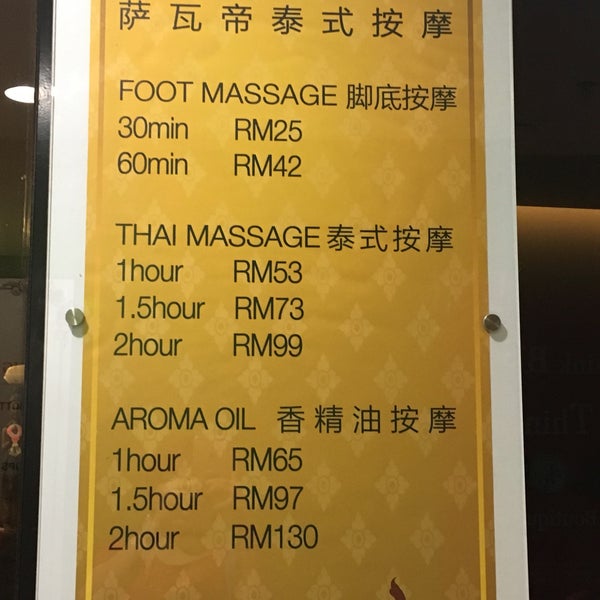 萨瓦帝泰式按摩
FOOT MASSAGE 脚底按摩
30min RM25
60min RM42
THAI MASSAGE 泰式按摩
1hour RM53
1.5hour RM73
2hour RM99
AROMA OIL 香精油按摩
1hour RM65
1.5hour RM97
2hour RM130